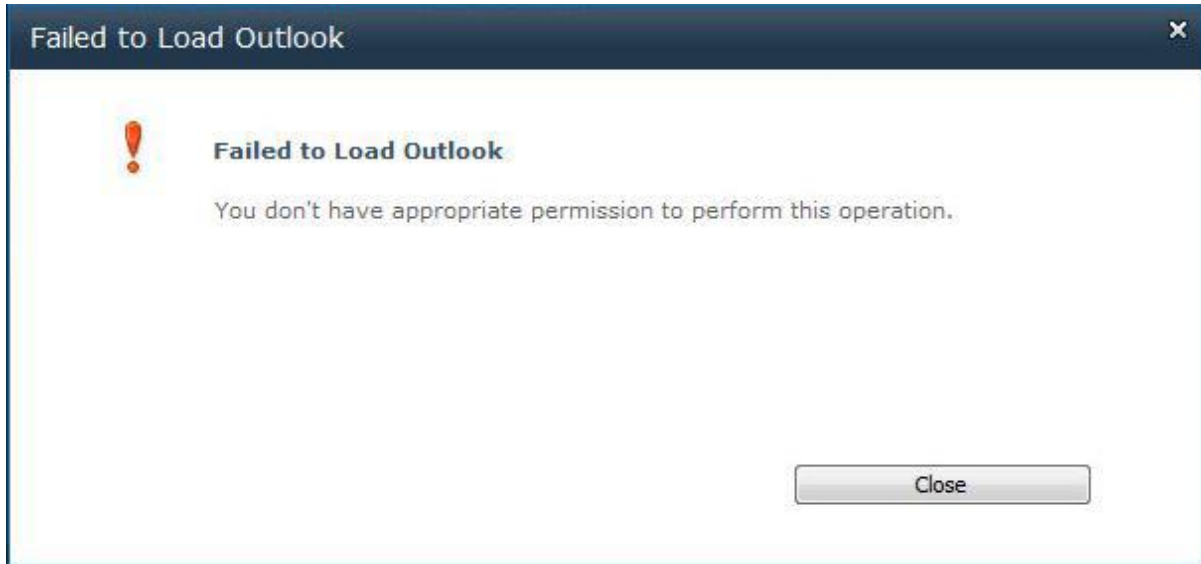 Failed to Load Outlook
Failed to Load Outlook
You don't have appropriate permission to perform this operation.
Close